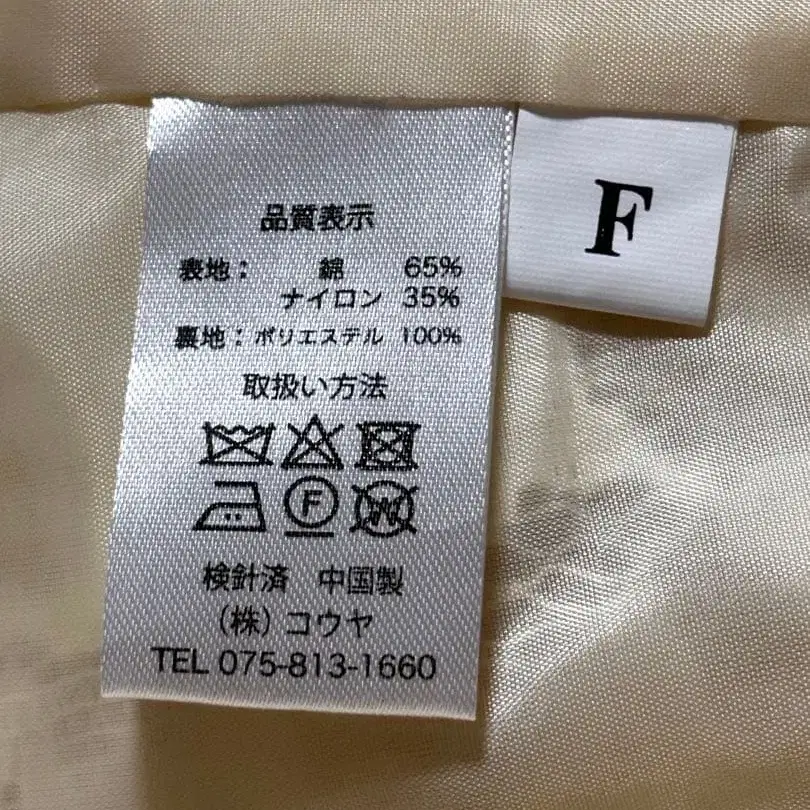 品質表示
表地： 綿 65%
ナイロン 35%
裏地：ポリエステル 100%
取扱い方法
F
W
検針済 中国製
（株）コウヤ
TEL 075-813-1660
F